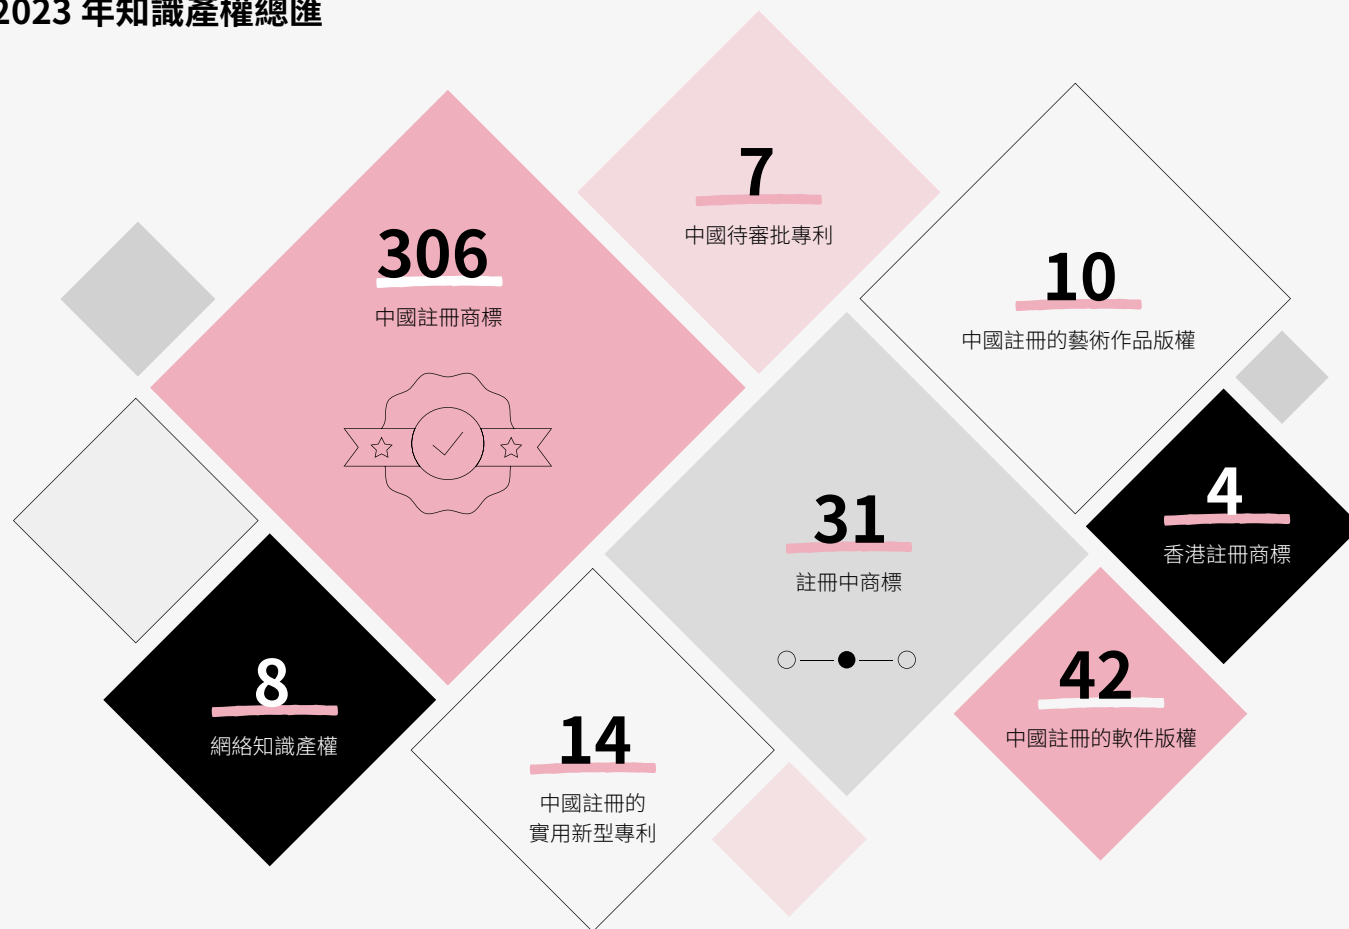 2023 年知識產權總匯
7
中國待審批專利
306
中國註冊商標
10
中國註冊的藝術作品版權
4
香港註冊商標
31
註冊中商標
8
網絡知識產權
42
中國註冊的軟件版權
14
中國註冊的
實用新型專利